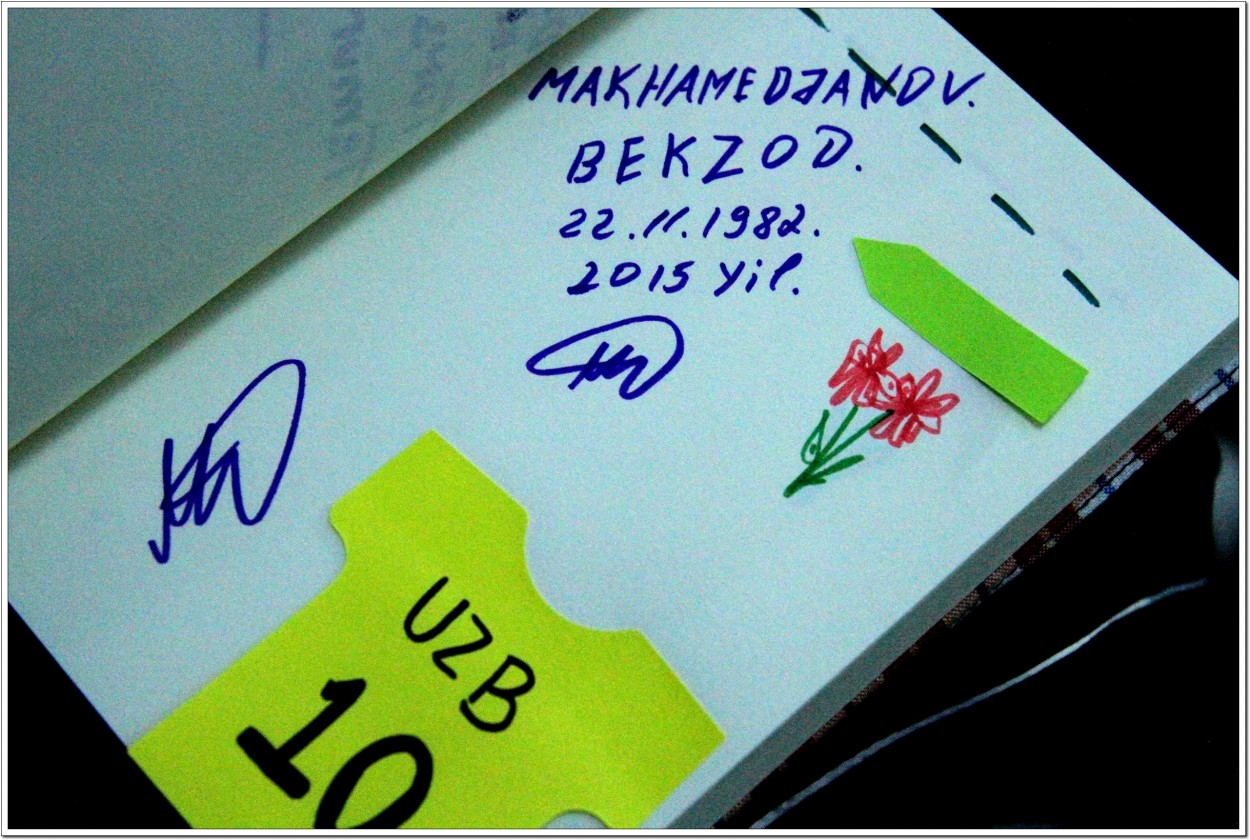 MAKHAMEDJANOV.
BEKZOD.
22.11.1982.
2015 yil.
UZB
10